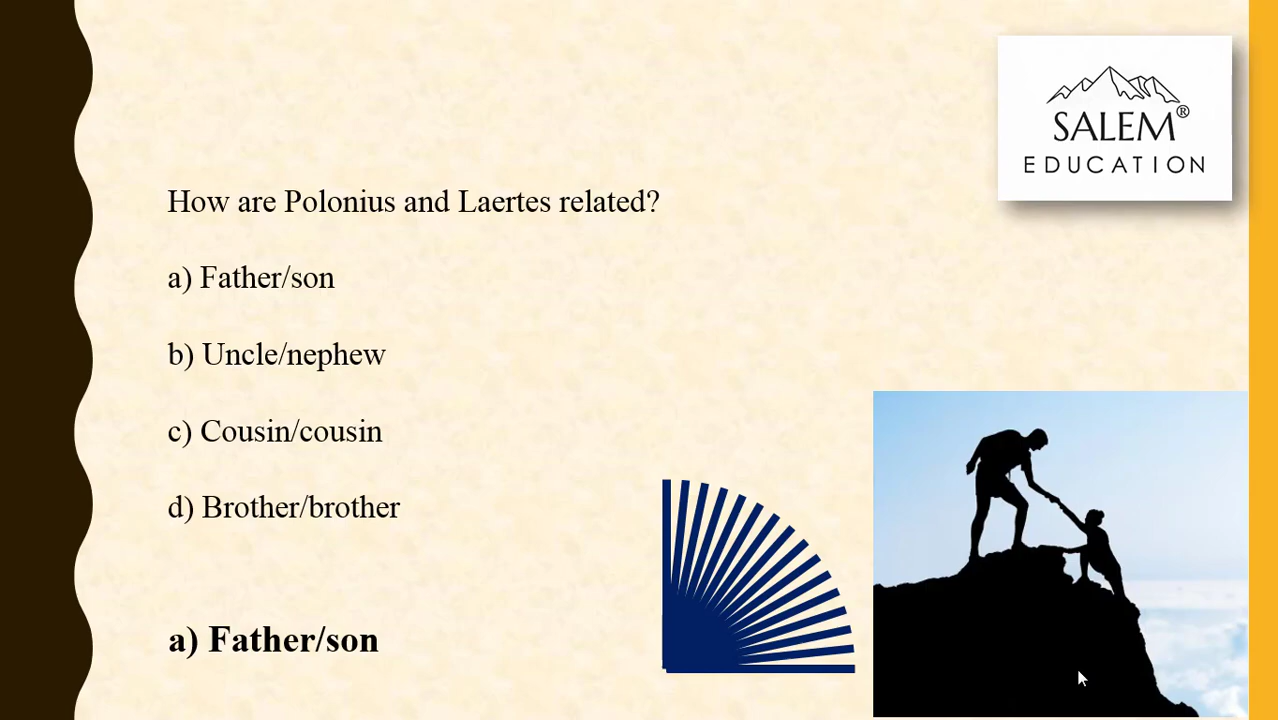 SALEM®
EDUCATION
How are Polonius and Laertes related?
a) Father/son
b) Uncle/nephew
c) Cousin/cousin
d) Brother/brother
a) Father/son